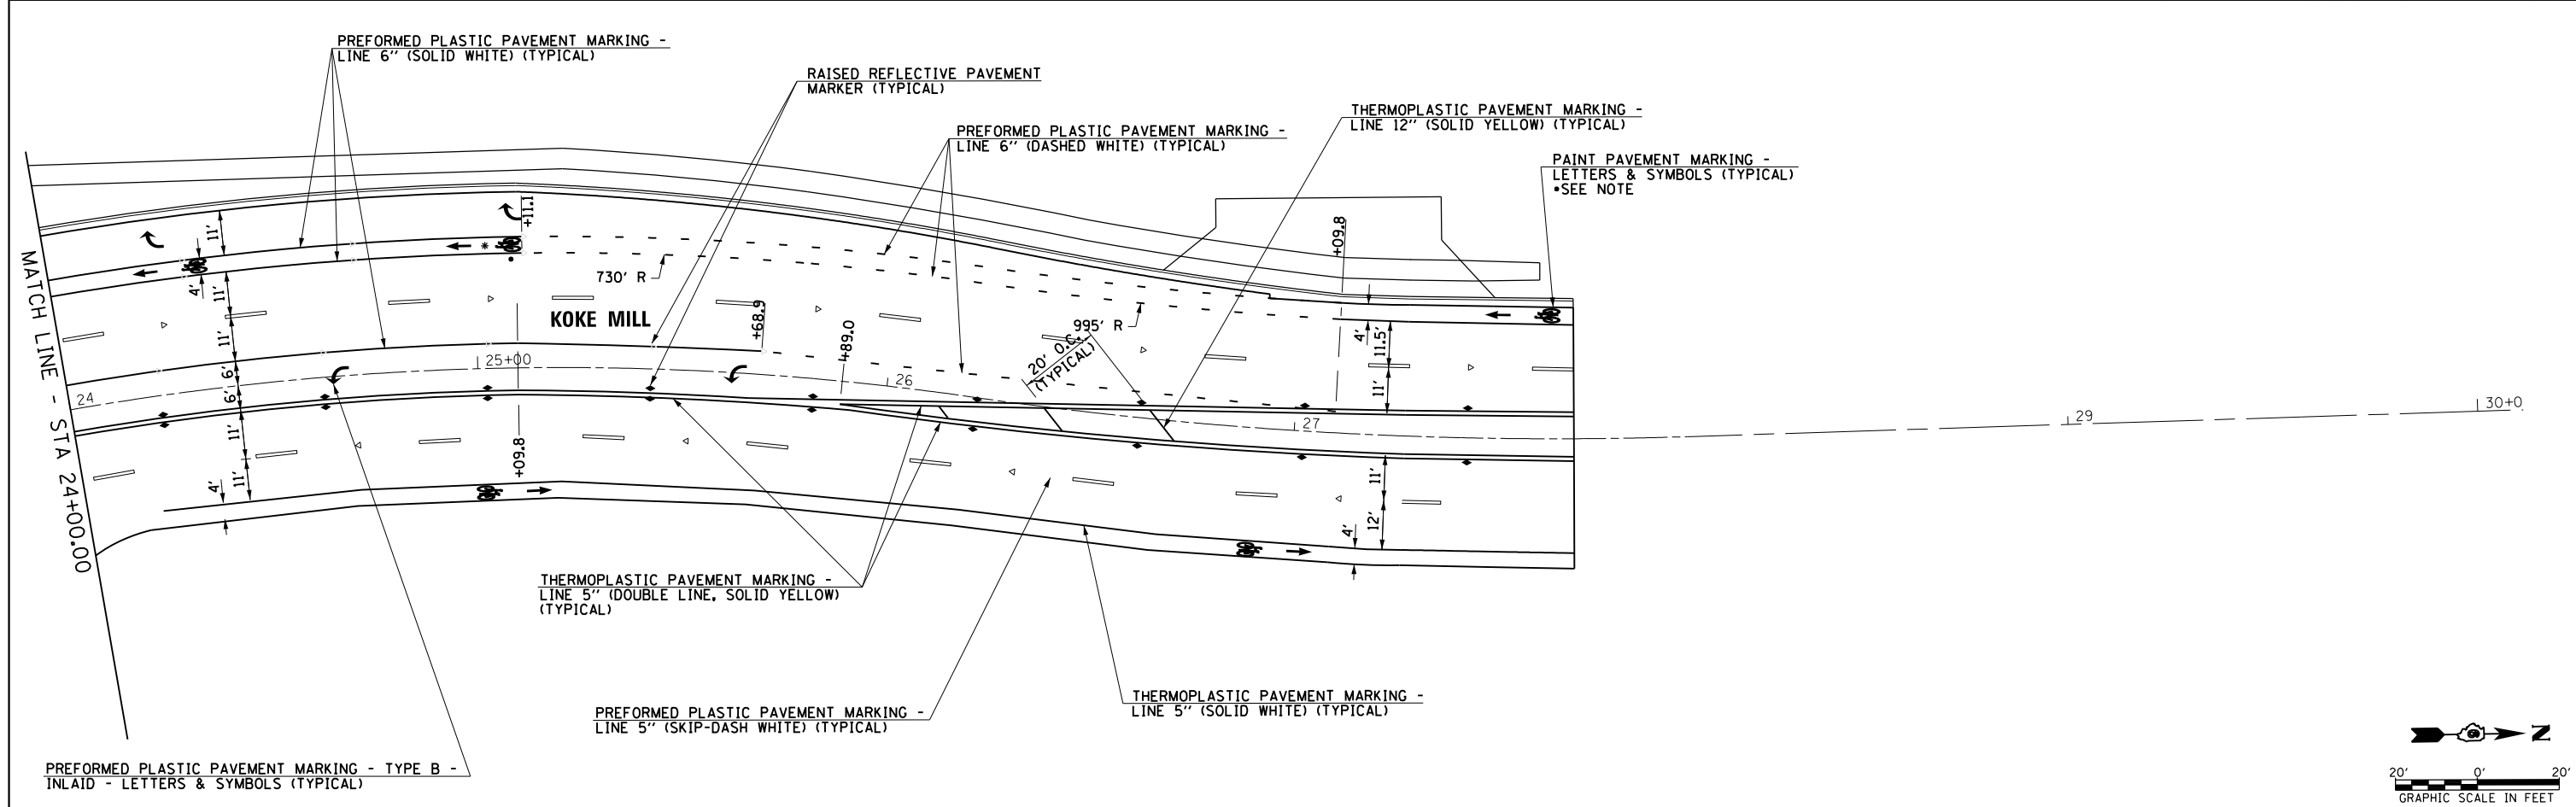 PREFORMED PLASTIC PAVEMENT MARKING -
LINE 6" (SOLID WHITE) (TYPICAL)
RAISED REFLECTIVE PAVEMENT
MARKER (TYPICAL)
PREFORMED PLASTIC PAVEMENT MARKING -
LINE 6" (DASHED WHITE) (TYPICAL)
THERMOPLASTIC PAVEMENT MARKING -
LINE 12" (SOLID YELLOW) (TYPICAL)
PAINT PAVEMENT MARKING -
LETTERS & SYMBOLS (TYPICAL)
*SEE NOTE
MATCH LINE - STA 24+00.00
11'
4'
11'
11'
6'
6'
11'
11'
4'
+11.1
*
730' R
KOKE MILL
+68.9
+89.0
995' R
20' O.C.
(TYPICAL)
+09.8
4'
11.5'
11'
11'
12'
4'
24
25+00
26
27
29
30+0
+09.8
THERMOPLASTIC PAVEMENT MARKING -
LINE 5" (DOUBLE LINE, SOLID YELLOW)
(TYPICAL)
PREFORMED PLASTIC PAVEMENT MARKING -
LINE 5" (SKIP-DASH WHITE) (TYPICAL)
THERMOPLASTIC PAVEMENT MARKING -
LINE 5" (SOLID WHITE) (TYPICAL)
PREFORMED PLASTIC PAVEMENT MARKING - TYPE B -
INLAID - LETTERS & SYMBOLS (TYPICAL)
N
20' 0' 20'
GRAPHIC SCALE IN FEET